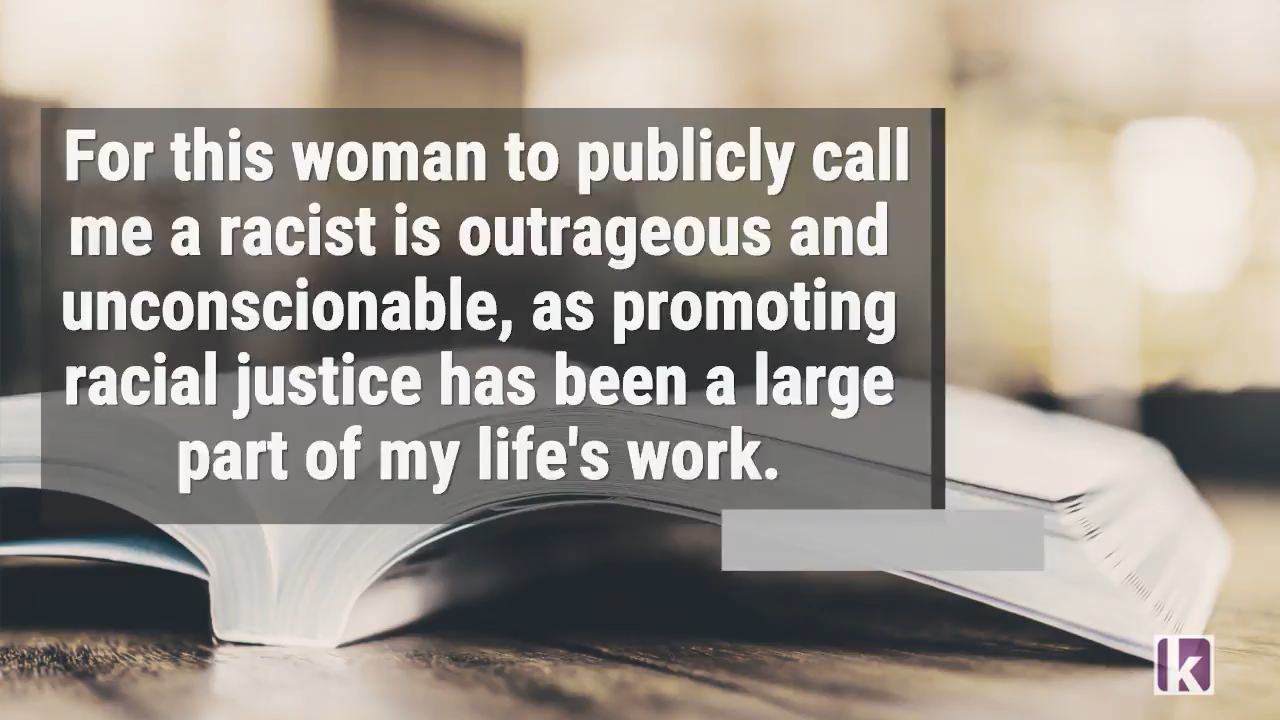 For this woman to publicly call
me a racist is outrageous and
unconscionable, as promoting
racial justice has been a large
part of my life's work.
k